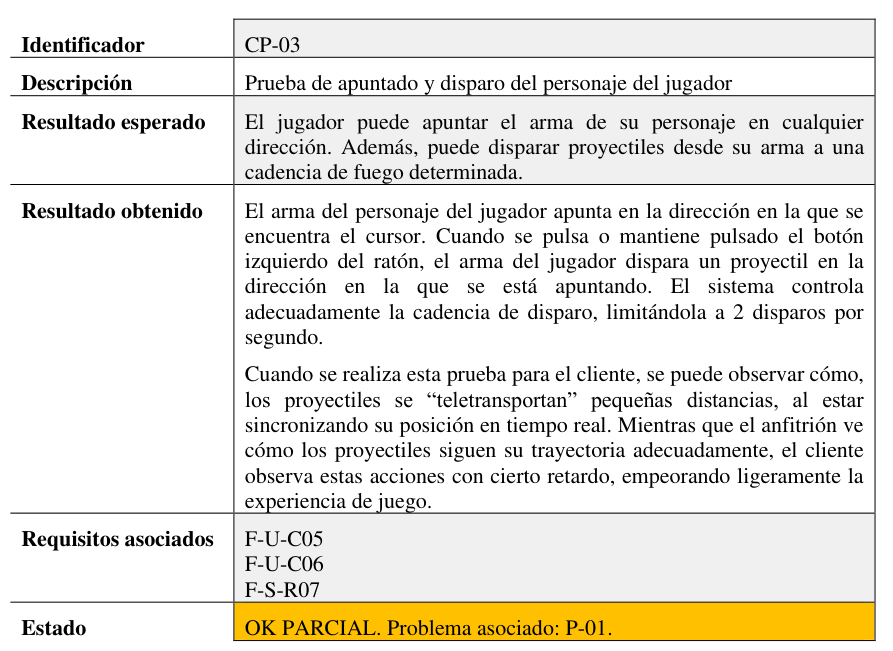 Identificador CP-03
Descripción Prueba de apuntado y disparo del personaje del jugador
Resultado esperado El jugador puede apuntar el arma de su personaje en cualquier
dirección. Además, puede disparar proyectiles desde su arma a una
cadencia de fuego determinada.
Resultado obtenido El arma del personaje del jugador apunta en la dirección en la que se
encuentra el cursor. Cuando se pulsa o mantiene pulsado el botón
izquierdo del ratón, el arma del jugador dispara un proyectil en la
dirección en la que se está apuntando. El sistema controla
adecuadamente la cadencia de disparo, limitándola a 2 disparos por
segundo.
Cuando se realiza esta prueba para el cliente, se puede observar cómo,
los proyectiles se “teletransportan” pequeñas distancias, al estar
sincronizando su posición en tiempo real. Mientras que el anfitrión ve
cómo los proyectiles siguen su trayectoria adecuadamente, el cliente
observa estas acciones con cierto retardo, empeorando ligeramente la
experiencia de juego.
Requisitos asociados F-U-C05
F-U-C06
F-S-R07
Estado OK PARCIAL. Problema asociado: P-01.